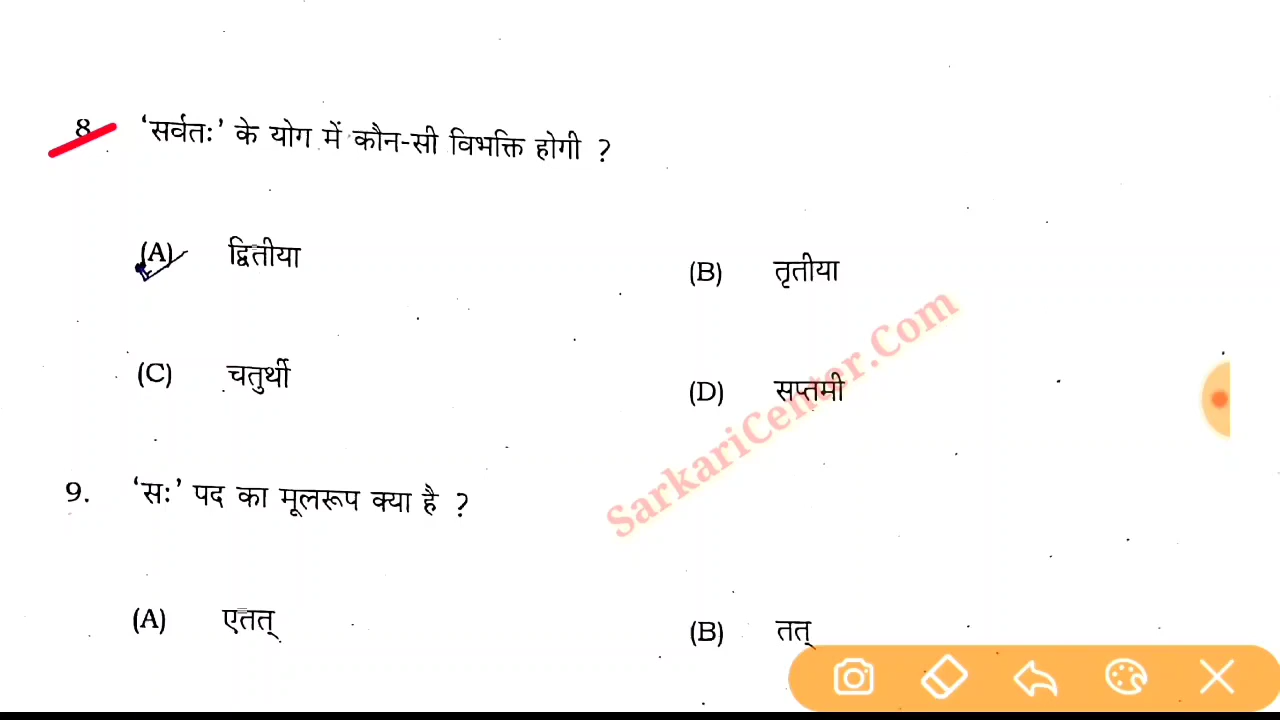 8 'सर्वतः' के योग में कौन-सी विभक्ति होगी ?
(A) द्वितीया
(B) तृतीया
(C) चतुर्थी
(D) सप्तमी
SarkariCenter.Com
9. 'सः' पद का मूलरूप क्या है ?
(A) एतत्
(B) तत्